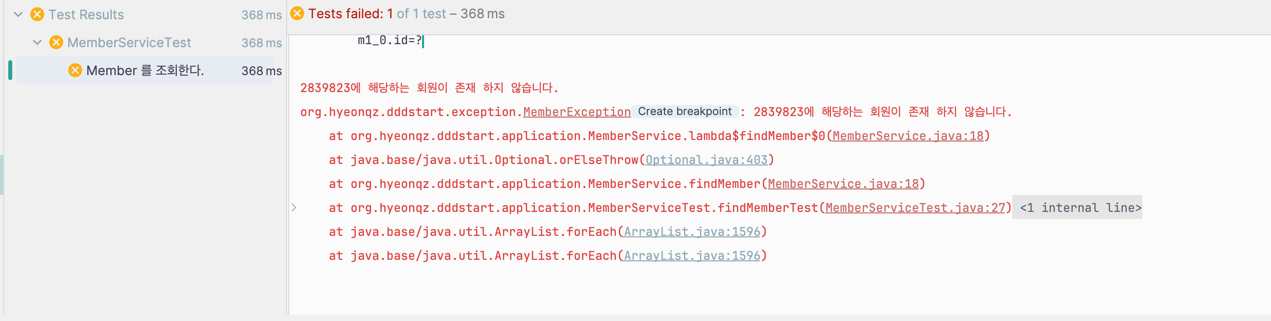 Test Results 368 ms
Tests failed: 1 of 1 test – 368 ms
MemberServiceTest 368 ms
Member 를 조회한다. 368 ms
m1_0.id=?
2839823에 해당하는 회원이 존재 하지 않습니다.
org.hyeonqz.dddstart.exception.MemberException Create breakpoint : 2839823에 해당하는 회원이 존재 하지 않습니다.
at org.hyeonqz.dddstart.application.MemberService.lambda$findMember$0(MemberService.java:18)
at java.base/java.util.Optional.orElseThrow(Optional.java:403)
at org.hyeonqz.dddstart.application.MemberService.findMember(MemberService.java:18)
at org.hyeonqz.dddstart.application.MemberServiceTest.findMemberTest(MemberServiceTest.java:27) <1 internal line>
at java.base/java.util.ArrayList.forEach(ArrayList.java:1596)
at java.base/java.util.ArrayList.forEach(ArrayList.java:1596)